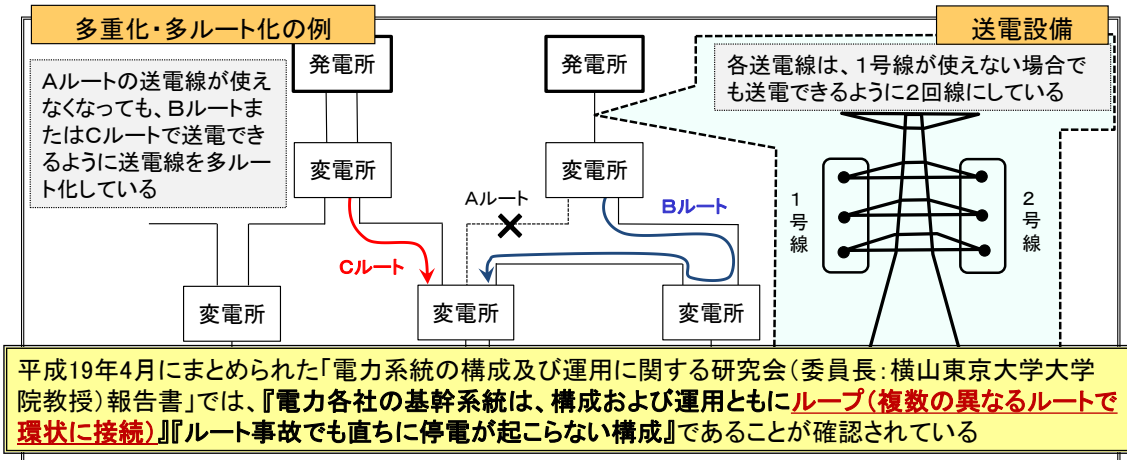 多重化・多ルート化の例
送電設備
Aルートの送電線が使え
なくなっても、Bルートま
たはCルートで送電でき
るように送電線を多ルー
ト化している
発電所
発電所
各送電線は、1号線が使えない場合で
も送電できるように2回線にしている
変電所
変電所
Aルート
Bルート
Cルート
1号線
2号線
変電所
変電所
変電所
平成19年4月にまとめられた「電力系統の構成及び運用に関する研究会（委員長：横山東京大学大学
院教授）報告書」では、『電力各社の基幹系統は、構成および運用ともにループ（複数の異なるルートで
環状に接続）』『ルート事故でも直ちに停電が起こらない構成』であることが確認されている